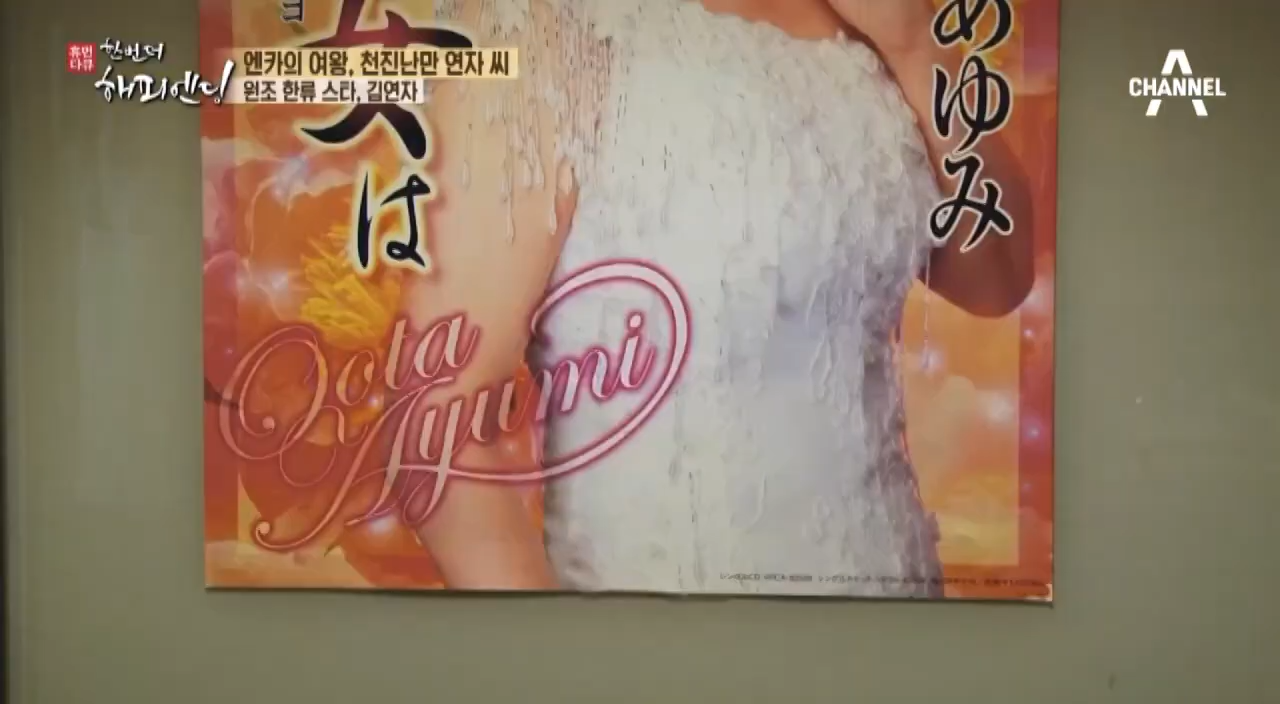 휴먼
다큐
한번더
해피엔딩
엔카의 여왕, 천진난만 연자 씨
원조 한류 스타, 김연자
CHANNEL A
ヨ
女は
あゆみ
Rota
Ayumi